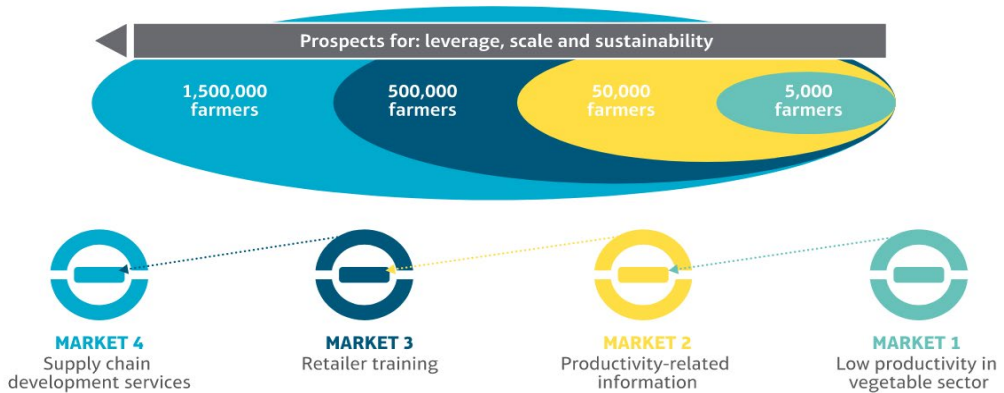 Prospects for: leverage, scale and sustainability
1,500,000
farmers
500,000
farmers
50,000
farmers
5,000
farmers
MARKET 4
Supply chain
development services
MARKET 3
Retailer training
MARKET 2
Productivity-related
information
MARKET 1
Low productivity in
vegetable sector